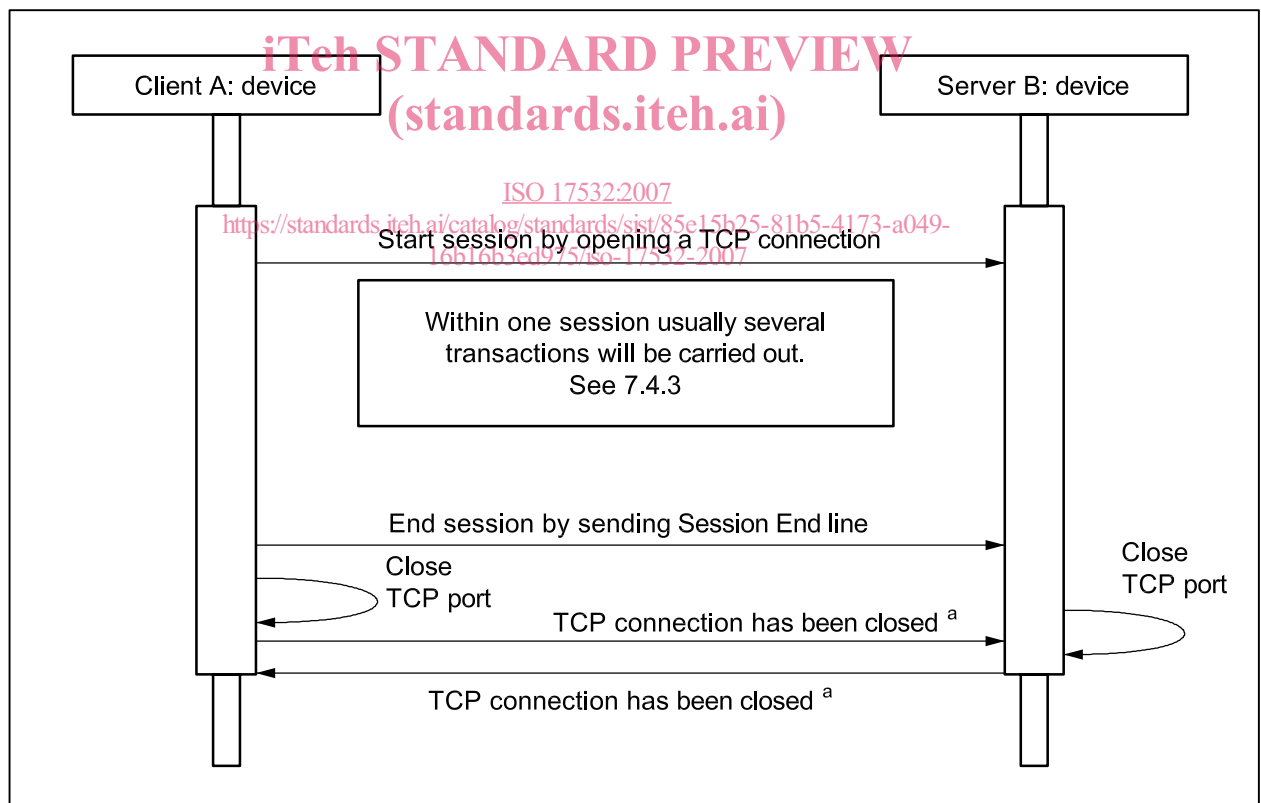 iTeh STANDARD PREVIEW
Client A: device
Server B: device
(standards.iteh.ai)
ISO 17532:2007
https://standards.iteh.ai/catalog/standards/sist/85e15b25-81b5-4173-a049-
Start session by opening a TCP connection
16b16b3ed975/iso-17532-2007
Within one session usually several
transactions will be carried out.
See 7.4.3
End session by sending Session End line
Close
TCP port
Close
TCP port
TCP connection has been closed a
TCP connection has been closed a